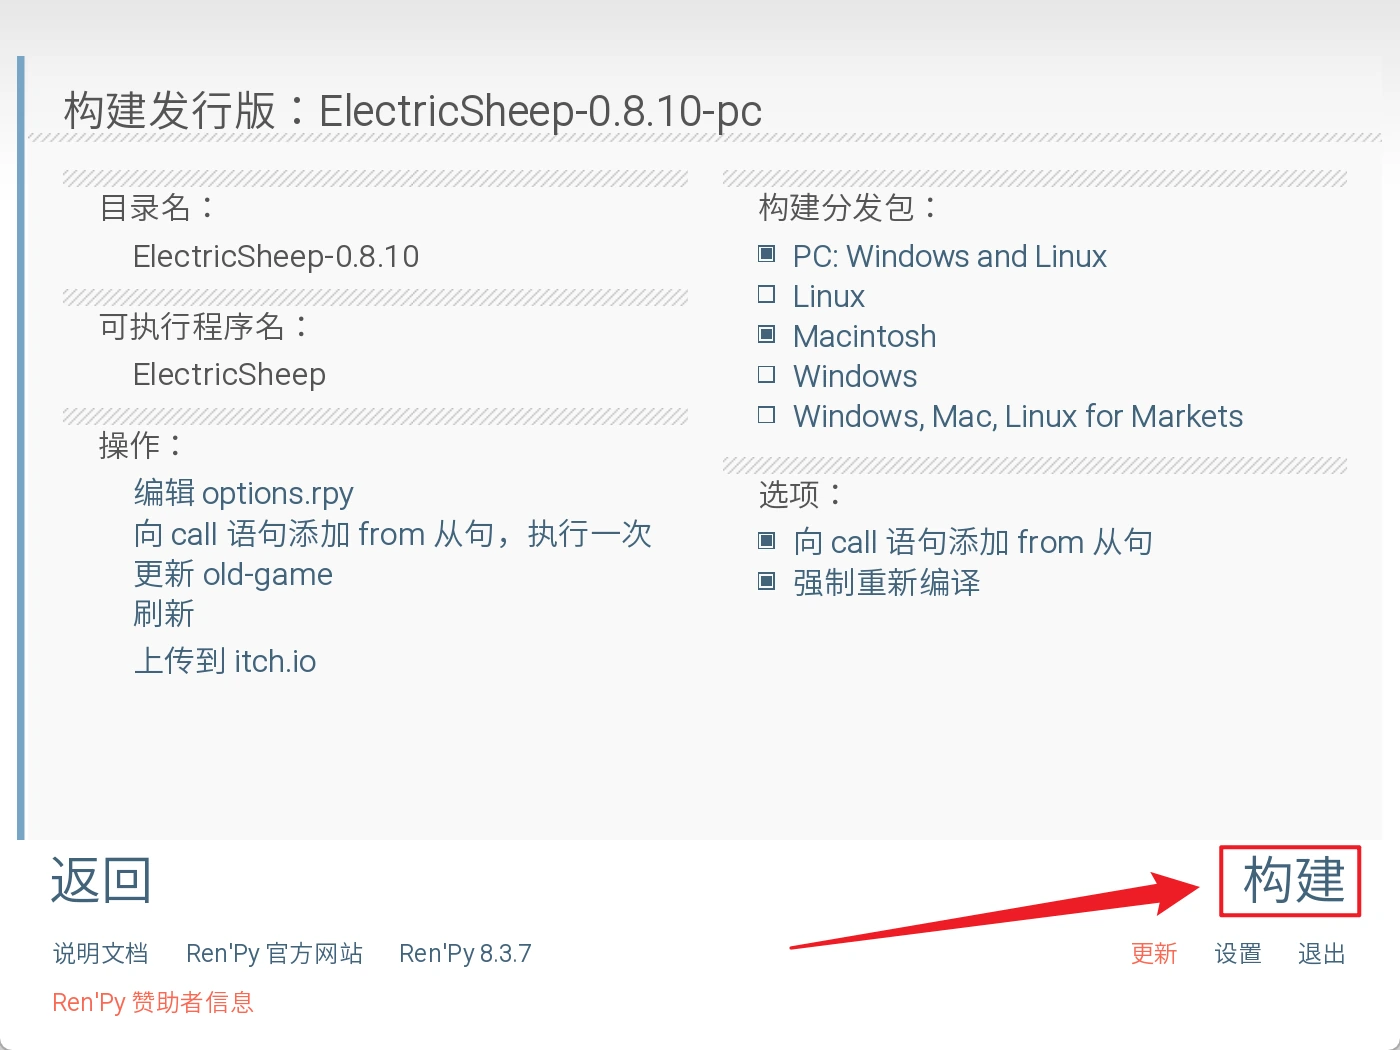 构建发行版：ElectricSheep-0.8.10-pc
目录名：
ElectricSheep-0.8.10
可执行程序名：
ElectricSheep
操作：
编辑 options.rpy
向 call 语句添加 from 从句，执行一次
更新 old-game
刷新
上传到 itch.io
构建分发包：
PC: Windows and Linux
Linux
Macintosh
Windows
Windows, Mac, Linux for Markets
选项：
向 call 语句添加 from 从句
强制重新编译
返回
构建
说明文档 Ren'Py 官方网站 Ren'Py 8.3.7
更新 设置 退出
Ren'Py 赞助者信息